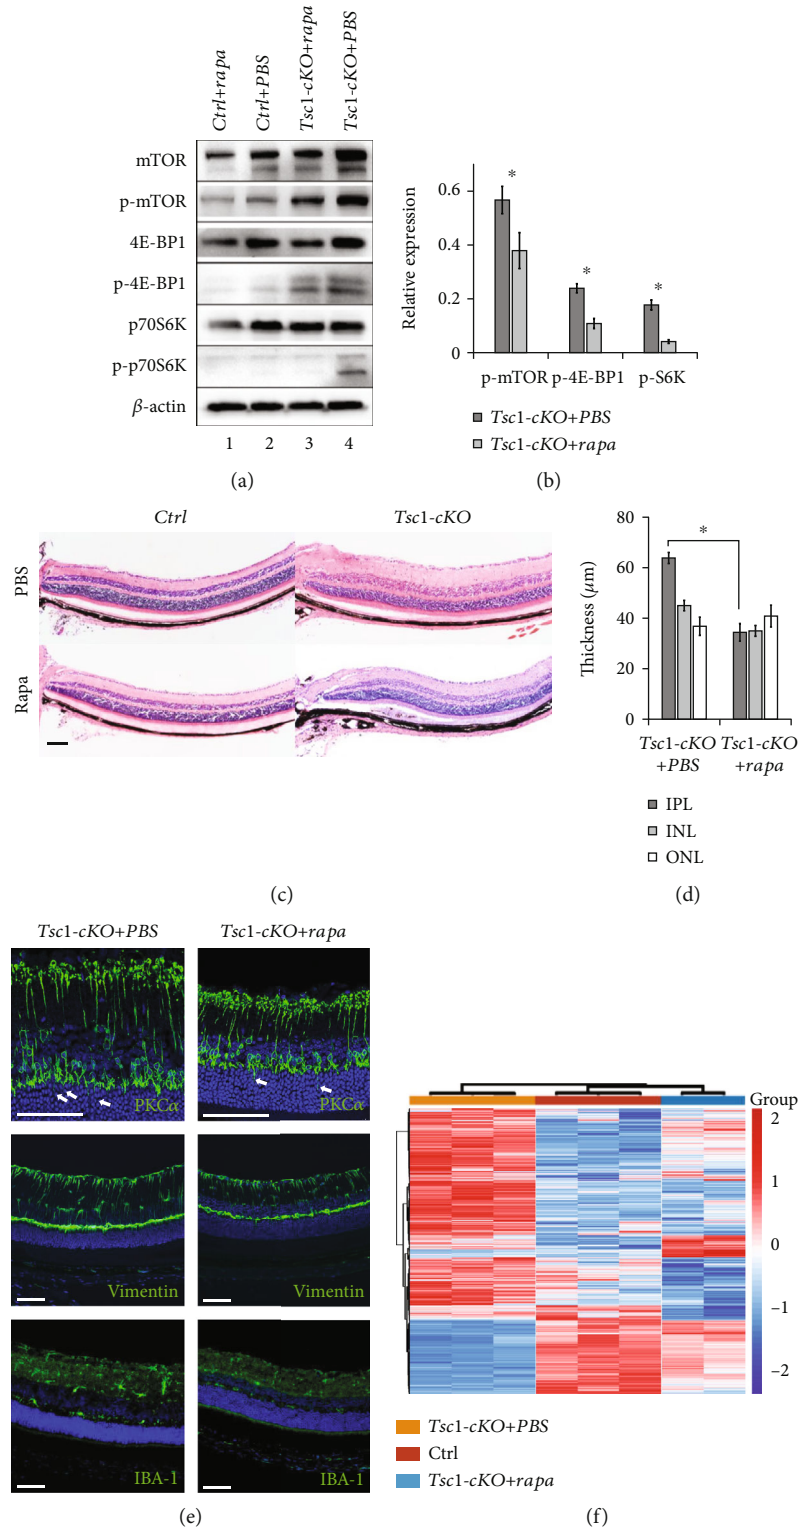 Ctrl+rapa
Ctrl+PBS
Tsc1-cKO+rapa
Tsc1-cKO+PBS
mTOR
p-mTOR
4E-BP1
p-4E-BP1
p70S6K
p-p70S6K
β-actin
1 2 3 4
(a)
Relative expression
0.6
0.4
0.2
0
* * *
p-mTOR p-4E-BP1 p-S6K
Tsc1-cKO+PBS
Tsc1-cKO+rapa
(b)
Ctrl Tsc1-cKO
PBS
Rapa
(c)
Thickness (μm)
80
60
40
20
0
*
Tsc1-cKO Tsc1-cKO
+PBS +rapa
IPL
INL
ONL
(d)
Tsc1-cKO+PBS Tsc1-cKO+rapa
PKCα PKCα
Vimentin Vimentin
IBA-1 IBA-1
(e)
Group
2
1
0
−1
−2
Tsc1-cKO+PBS
Ctrl
Tsc1-cKO+rapa
(f)